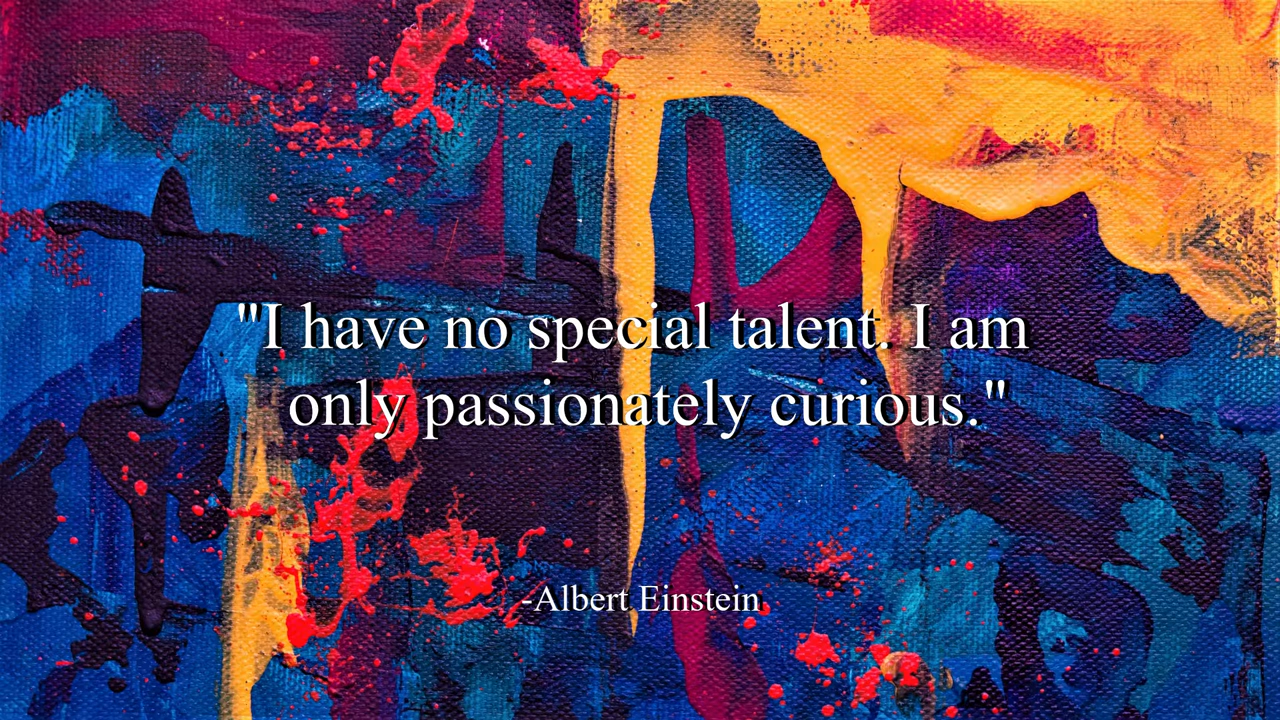 "I have no special talent. I am
only passionately curious."
-Albert Einstein